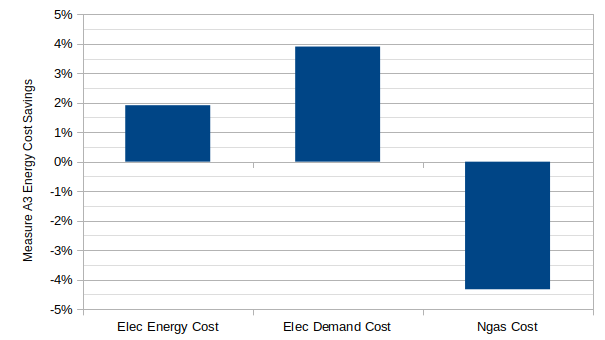 Measure A3 Energy Cost Savings
5%
4%
3%
2%
1%
0%
-1%
-2%
-3%
-4%
-5%
Elec Energy Cost
Elec Demand Cost
Ngas Cost